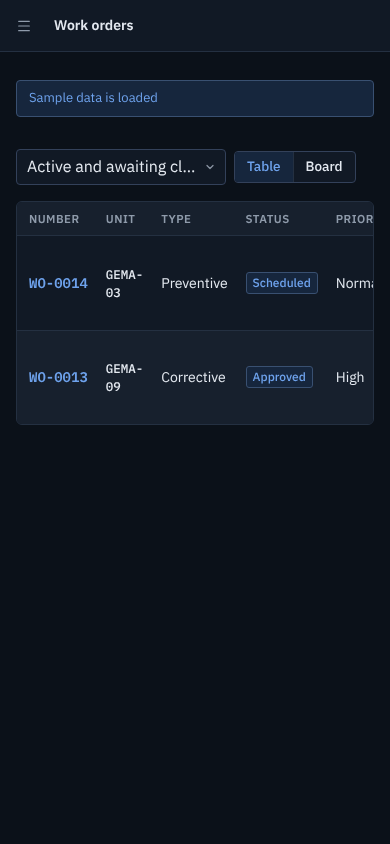 Work orders
Sample data is loaded
Active and awaiting cl...
Table
Board
NUMBER UNIT TYPE STATUS PRIOR
WO-0014 GEMA-03 Preventive Scheduled Norma
WO-0013 GEMA-09 Corrective Approved High